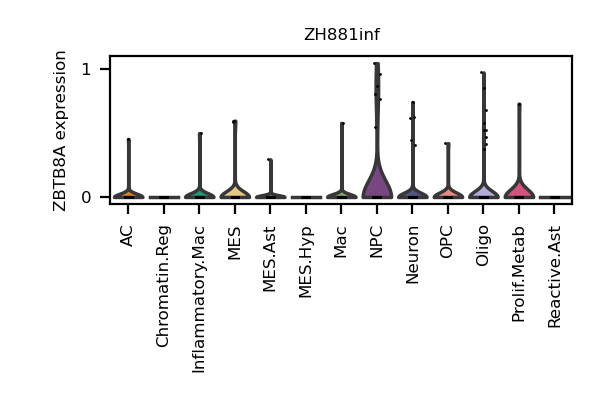 ZH881inf
ZBTB8A expression
1
0
AC
Chromatin.Reg
Inflammatory.Mac
MES
MES.Ast
MES.Hyp
Mac
NPC
Neuron
OPC
Oligo
Prolif.Metab
Reactive.Ast